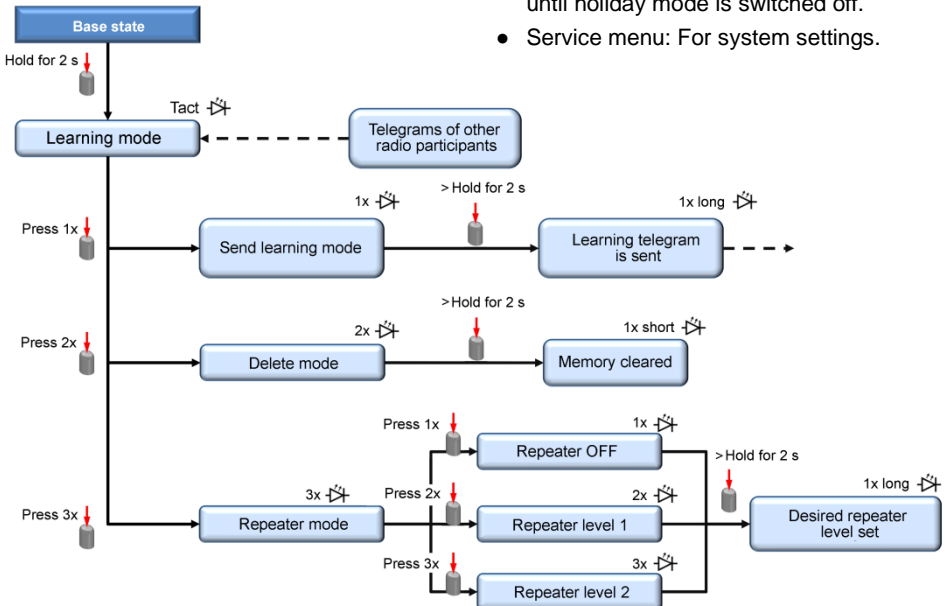 until holiday mode is switched off.
● Service menu: For system settings.
Base state
Hold for 2 s
Tact
Learning mode
Telegrams of other
radio participants
Press 1x
1x
>Hold for 2 s
1x long
Send learning mode
Learning telegram
is sent
Press 2x
2x
>Hold for 2 s
1x short
Delete mode
Memory cleared
Press 1x
1x
Repeater OFF
>Hold for 2 s
Press 3x
3x
Repeater mode
Press 2x
2x
Repeater level 1
1x long
Desired repeater
level set
Press 3x
3x
Repeater level 2